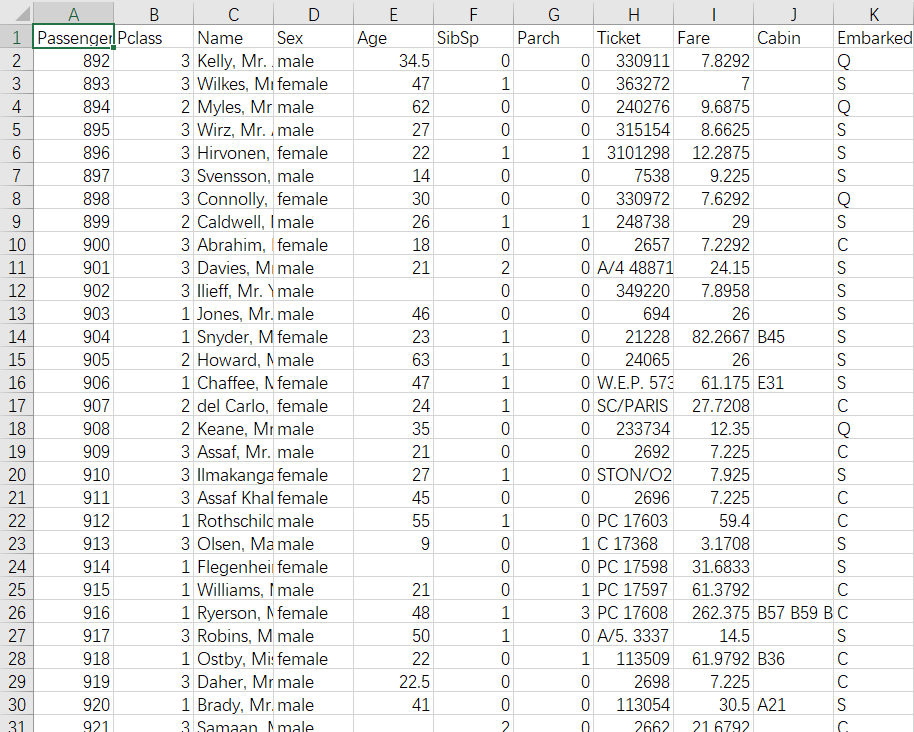 A B C D E F G H I J K
1 Passenger Pclass Name Sex Age SibSp Parch Ticket Fare Cabin Embarked
2 892 3 Kelly, Mr. male 34.5 0 0 330911 7.8292 Q
3 893 3 Wilkes, Mr female 47 1 0 363272 7 S
4 894 2 Myles, Mr male 62 0 0 240276 9.6875 Q
5 895 3 Wirz, Mr. male 27 0 0 315154 8.6625 S
6 896 3 Hirvonen, female 22 1 1 3101298 12.2875 S
7 897 3 Svensson, male 14 0 0 7538 9.225 S
8 898 3 Connolly, female 30 0 0 330972 7.6292 Q
9 899 2 Caldwell, male 26 1 1 248738 29 S
10 900 3 Abrahim, female 18 0 0 2657 7.2292 C
11 901 3 Davies, Mr male 21 2 0 A/4 48871 24.15 S
12 902 3 Ilieff, Mr. male 0 0 349220 7.8958 S
13 903 1 Jones, Mr. male 46 0 0 694 26 S
14 904 1 Snyder, M female 23 1 0 21228 82.2667 B45 S
15 905 2 Howard, male 63 1 0 24065 26 S
16 906 1 Chaffee, female 47 1 0 W.E.P. 573 61.175 E31 S
17 907 2 del Carlo, female 24 1 0 SC/PARIS 27.7208 C
18 908 2 Keane, Mr male 35 0 0 233734 12.35 Q
19 909 3 Assaf, Mr. male 21 0 0 2692 7.225 C
20 910 3 Ilmakanga female 27 1 0 STON/O2 7.925 S
21 911 3 Assaf Khal female 45 0 0 2696 7.225 C
22 912 1 Rothschild male 55 1 0 PC 17603 59.4 C
23 913 3 Olsen, Ma male 9 0 1 C 17368 3.1708 S
24 914 1 Flegenhei female 0 0 PC 17598 31.6833 S
25 915 1 Williams, male 21 0 1 PC 17597 61.3792 C
26 916 1 Ryerson, female 48 1 3 PC 17608 262.375 B57 B59 B C
27 917 3 Robins, M male 50 1 0 A/5. 3337 14.5 S
28 918 1 Ostby, Mis female 22 0 1 113509 61.9792 B36 C
29 919 3 Daher, Mr male 22.5 0 0 2698 7.225 C
30 920 1 Brady, Mr. male 41 0 0 113054 30.5 A21 S
31 921 3 Samaan, male 2 0 2662 21.6792 C